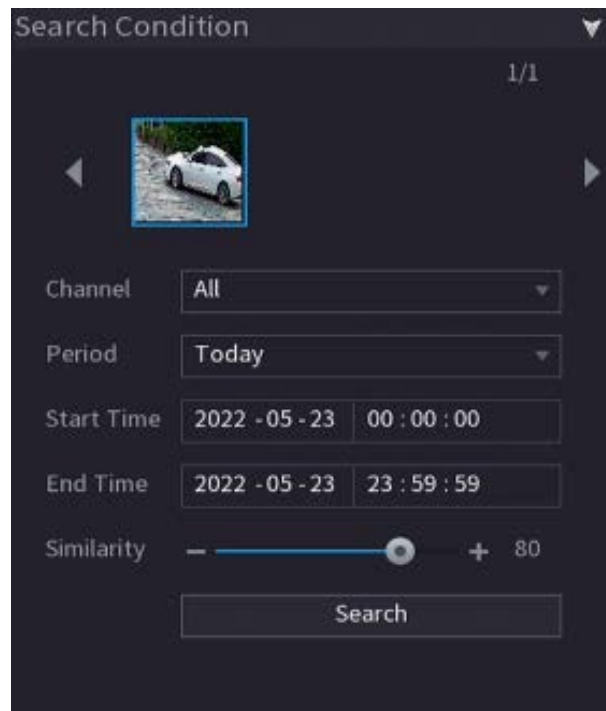 Search Condition
1/1
Channel All
Period Today
Start Time 2022 - 05 - 23 00 : 00 : 00
End Time 2022 - 05 - 23 23 : 59 : 59
Similarity − + 80
Search